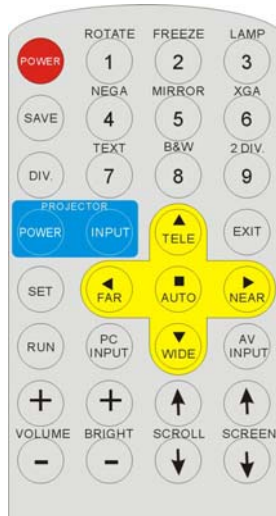 ROTATE FREEZE LAMP
POWER 1 2 3
NEGA MIRROR XGA
SAVE 4 5 6
TEXT B&W 2 DIV.
DIV. 7 8 9
PROJECTOR
POWER INPUT TELE EXIT
SET FAR AUTO NEAR
RUN PC INPUT WIDE AV INPUT
+ +
VOLUME BRIGHT SCROLL SCREEN
- -